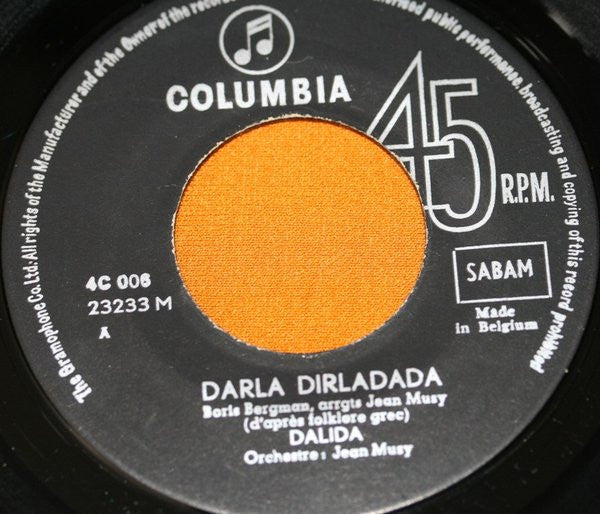 The Gramophone Co. Ltd. All rights of the Manufacturer and of the Owner of the recor
rised public performance, broadcasting and copying of this record prohibited
COLUMBIA
45 R.P.M.
4C 006
23233 M
A
SABAM
Made
in Belgium
DARLA DIRLADADA
Boris Bergman, arrgts Jean Musy
(d'après folklore grec)
DALIDA
Orchestre: Jean Musy